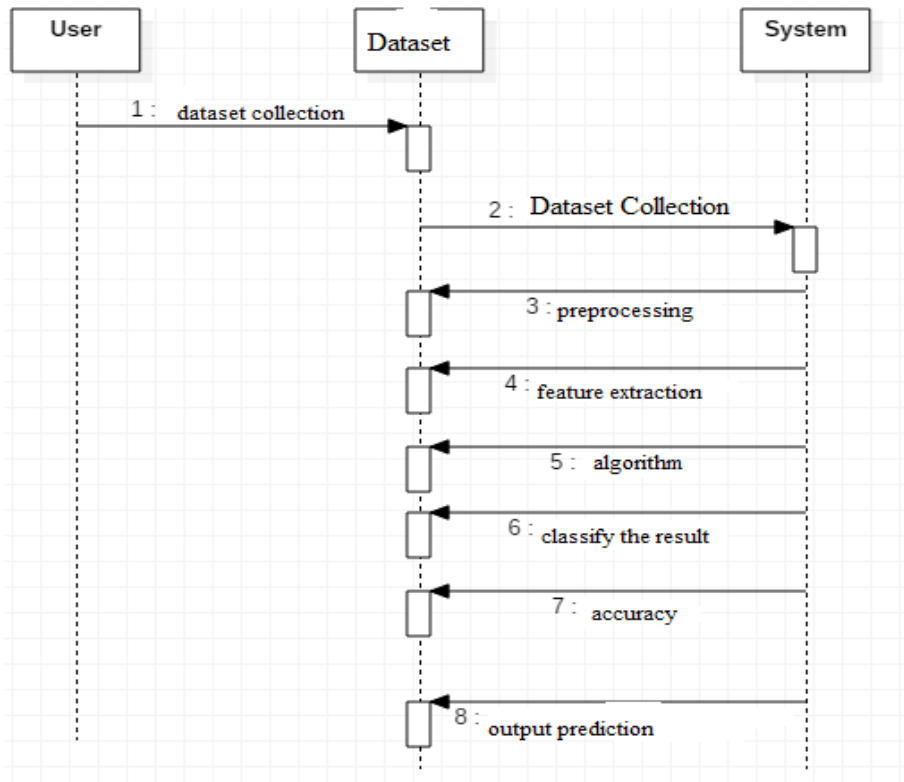 User
Dataset
System
1 : dataset collection
2 : Dataset Collection
3 : preprocessing
4 : feature extraction
5 : algorithm
6 : classify the result
7 : accuracy
8 : output prediction